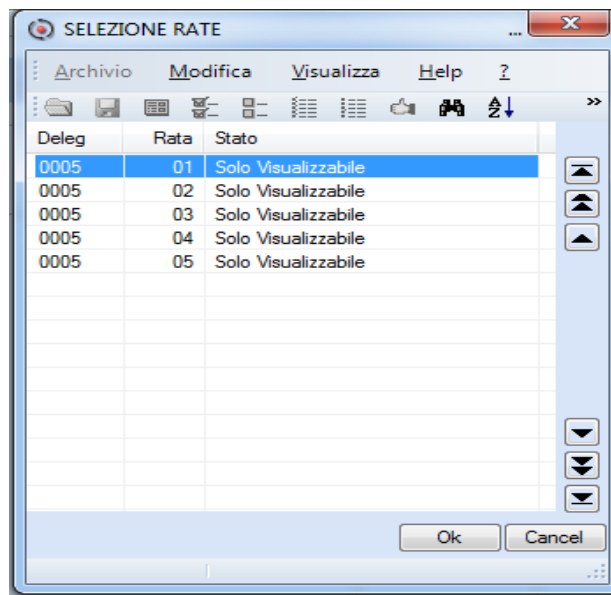 SELEZIONE RATE ...
Archivio Modifica Visualizza Help ?
Deleg Rata Stato
0005 01 Solo Visualizzabile
0005 02 Solo Visualizzabile
0005 03 Solo Visualizzabile
0005 04 Solo Visualizzabile
0005 05 Solo Visualizzabile
Ok Cancel